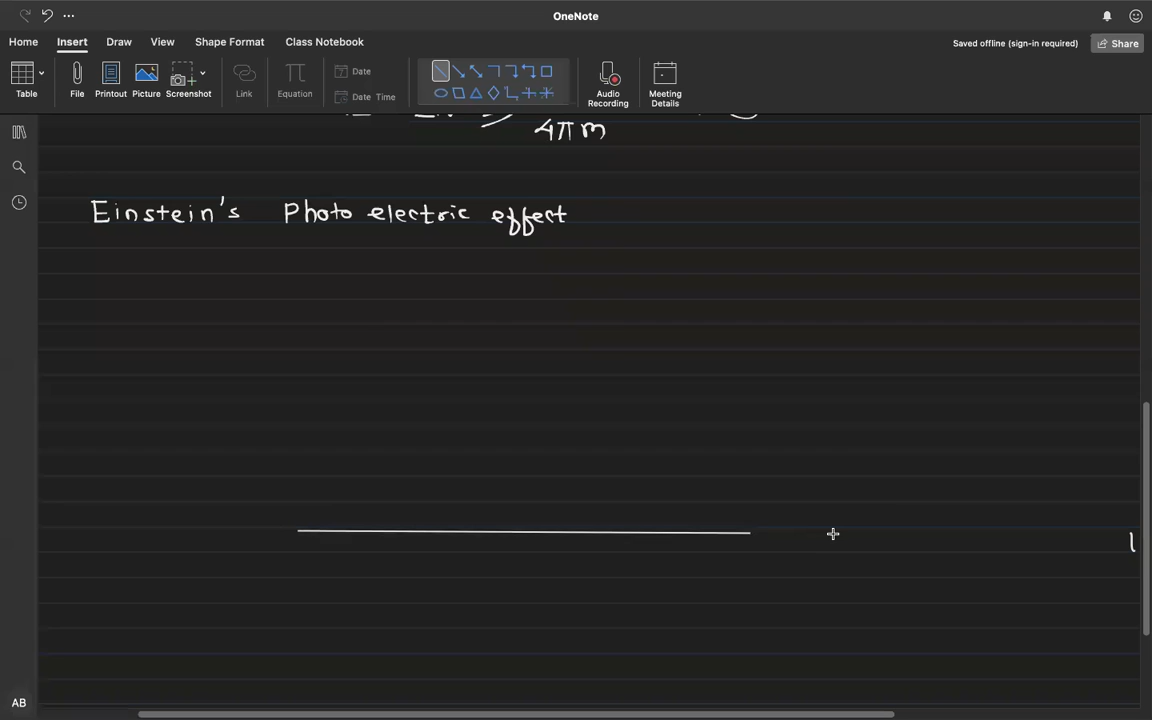 OneNote
Home Insert Draw View Shape Format Class Notebook
Saved offline (sign-in required) Share
Table File Printout Picture Screenshot Link Equation Date Date Time Audio Recording Meeting Details
4πm
Einstein's Photo electric effect
AB